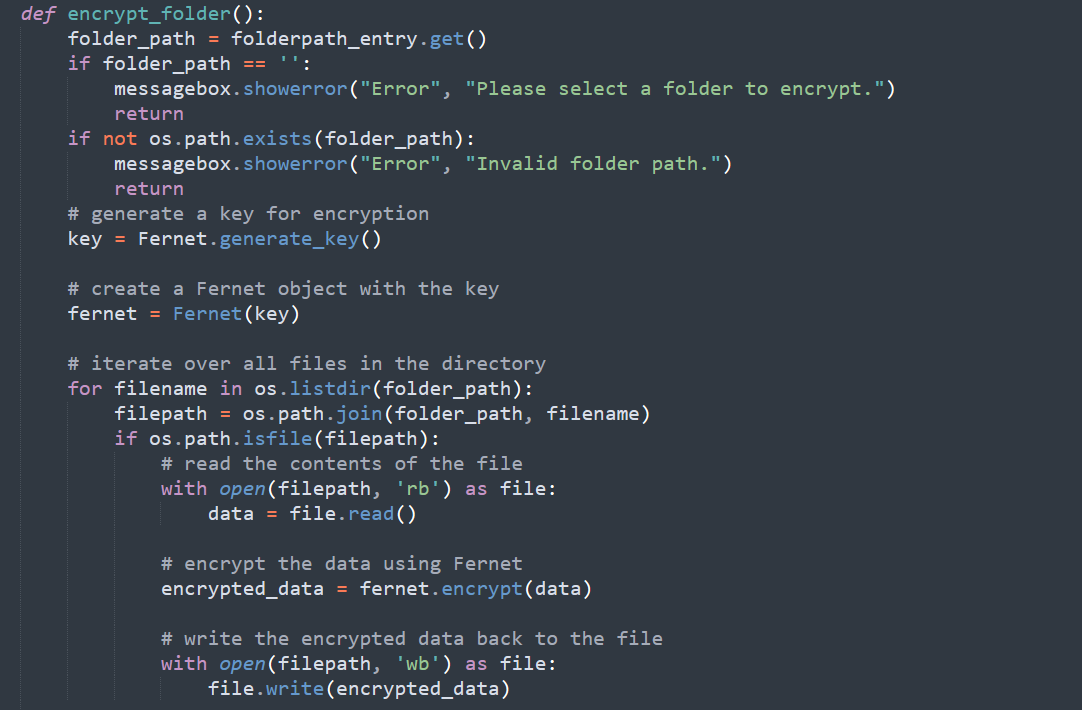 def encrypt_folder():
    folder_path = folderpath_entry.get()
    if folder_path == '':
        messagebox.showerror("Error", "Please select a folder to encrypt.")
        return
    if not os.path.exists(folder_path):
        messagebox.showerror("Error", "Invalid folder path.")
        return
    # generate a key for encryption
    key = Fernet.generate_key()

    # create a Fernet object with the key
    fernet = Fernet(key)

    # iterate over all files in the directory
    for filename in os.listdir(folder_path):
        filepath = os.path.join(folder_path, filename)
        if os.path.isfile(filepath):
            # read the contents of the file
            with open(filepath, 'rb') as file:
                data = file.read()

            # encrypt the data using Fernet
            encrypted_data = fernet.encrypt(data)

            # write the encrypted data back to the file
            with open(filepath, 'wb') as file:
                file.write(encrypted_data)